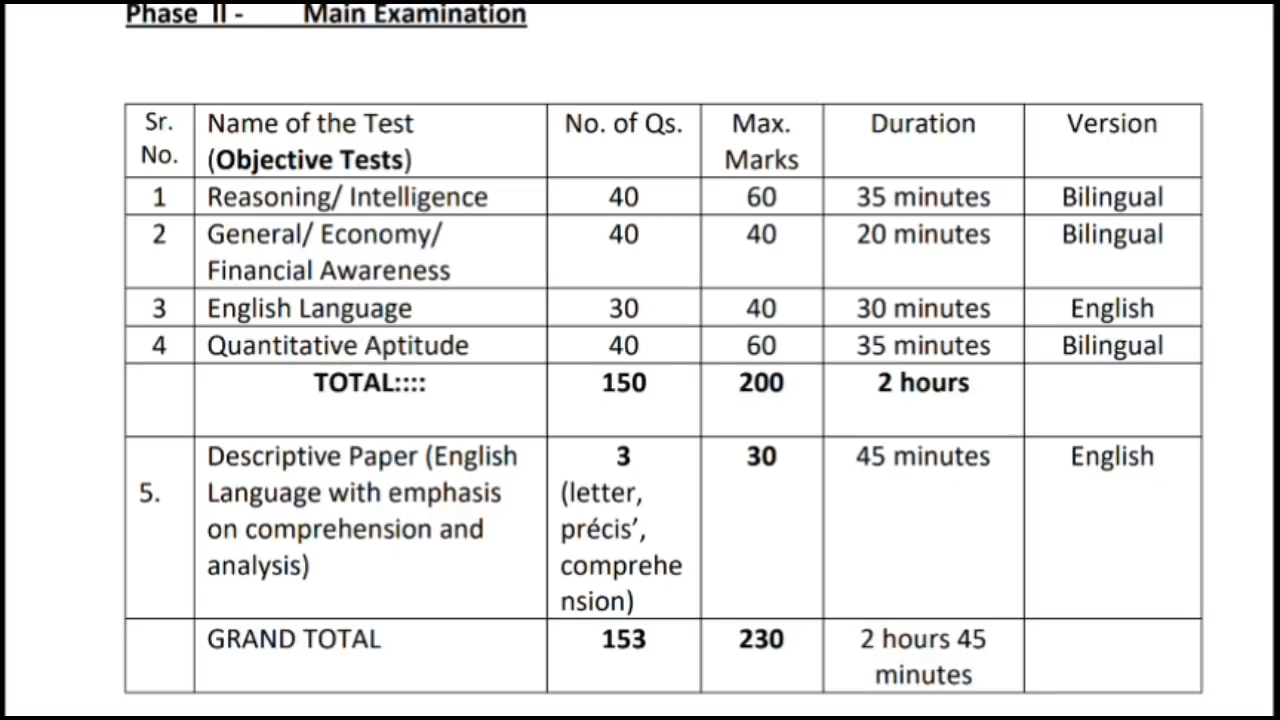 Phase II - Main Examination
Sr. No. Name of the Test (Objective Tests) No. of Qs. Max. Marks Duration Version
1 Reasoning/ Intelligence 40 60 35 minutes Bilingual
2 General/ Economy/ Financial Awareness 40 40 20 minutes Bilingual
3 English Language 30 40 30 minutes English
4 Quantitative Aptitude 40 60 35 minutes Bilingual
TOTAL:::: 150 200 2 hours
5. Descriptive Paper (English Language with emphasis on comprehension and analysis) 3 (letter, précis’, comprehension) 30 45 minutes English
GRAND TOTAL 153 230 2 hours 45 minutes